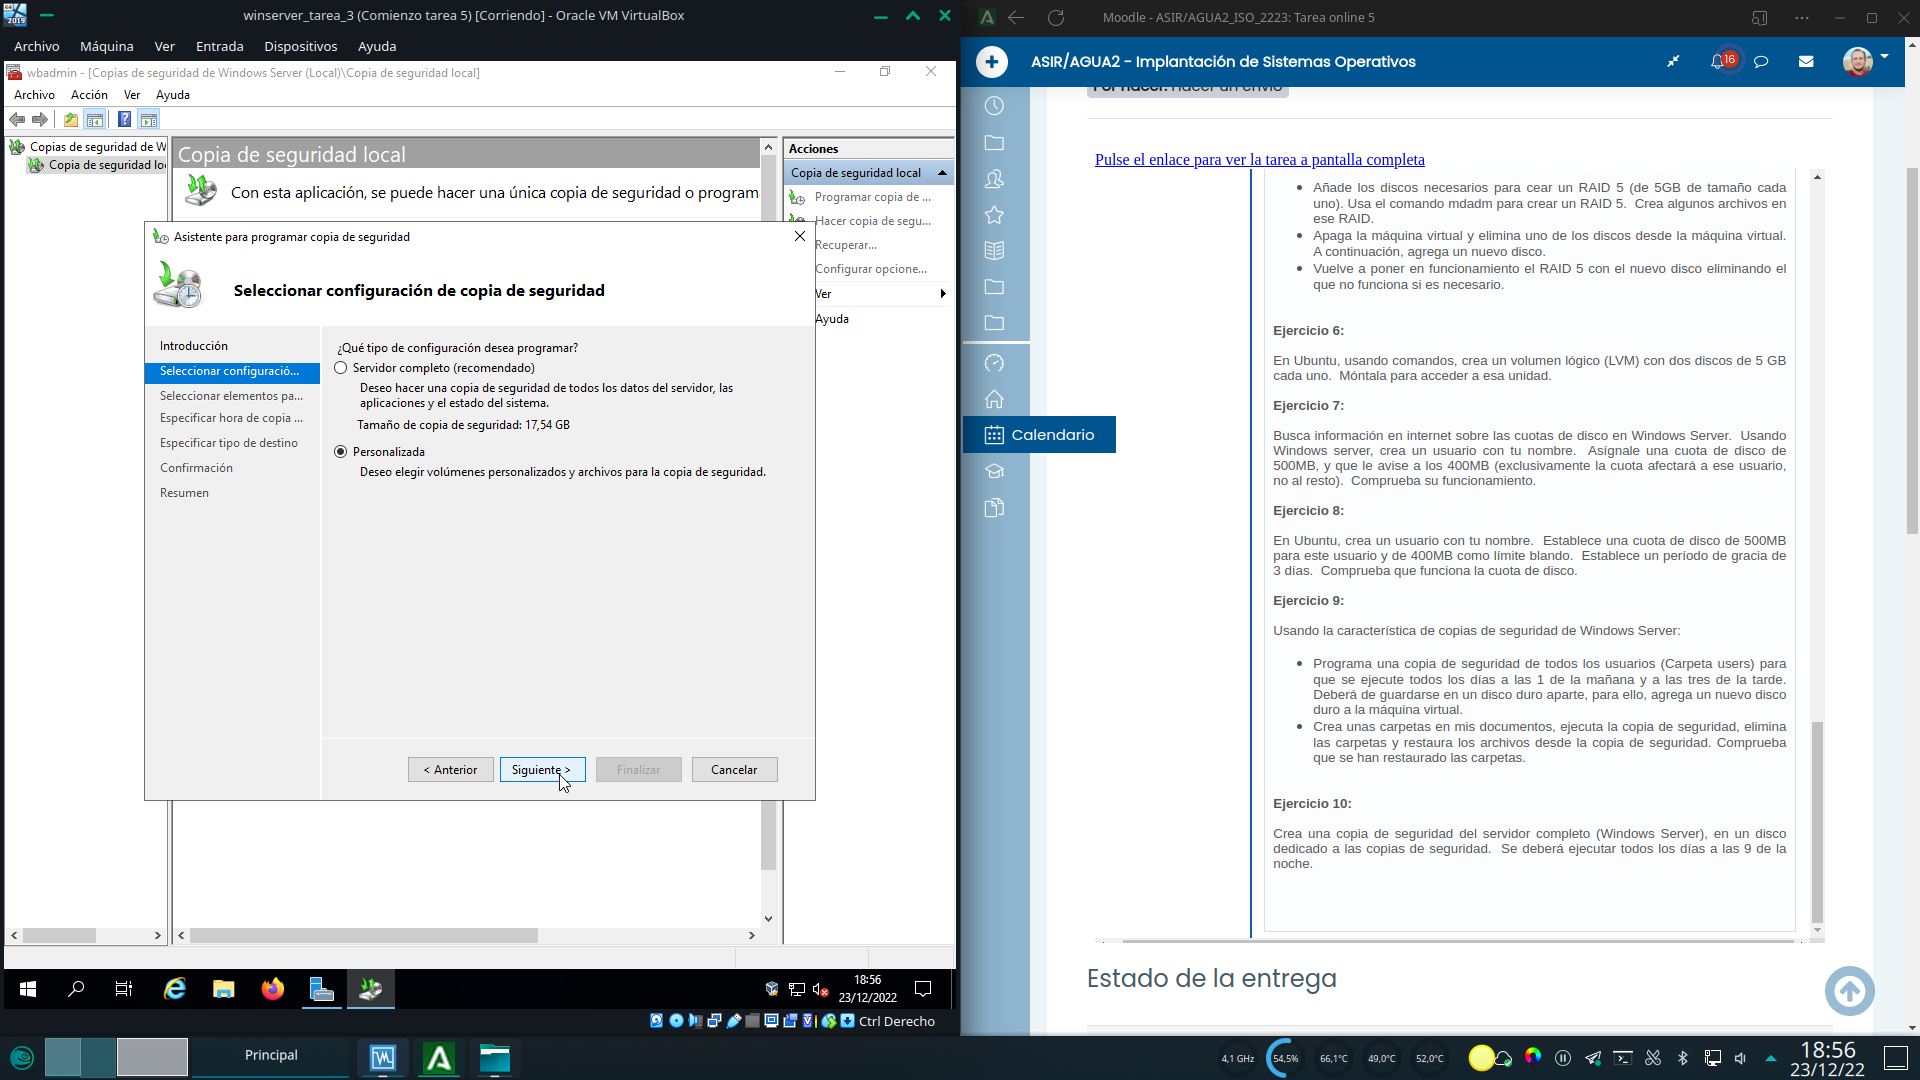 winserver_tarea_3 (Comienzo tarea 5) [Corriendo] - Oracle VM VirtualBox
Archivo Máquina Ver Entrada Dispositivos Ayuda
wbadmin - [Copias de seguridad de Windows Server (Local)\Copia de seguridad local]
Archivo Acción Ver Ayuda
Copias de seguridad de W
Copia de seguridad loc
Copia de seguridad local
Con esta aplicación, se puede hacer una única copia de seguridad o program
Acciones
Copia de seguridad local
Programar copia de ...
Hacer copia de segu...
Recuperar...
Configurar opcione...
Ver
Ayuda
Asistente para programar copia de seguridad
Seleccionar configuración de copia de seguridad
Introducción
Seleccionar configuració...
Seleccionar elementos pa...
Especificar hora de copia ...
Especificar tipo de destino
Confirmación
Resumen
¿Qué tipo de configuración desea programar?
Servidor completo (recomendado)
Deseo hacer una copia de seguridad de todos los datos del servidor, las
aplicaciones y el estado del sistema.
Tamaño de copia de seguridad: 17,54 GB
Personalizada
Deseo elegir volúmenes personalizados y archivos para la copia de seguridad.
< Anterior
Siguiente >
Finalizar
Cancelar
18:56
23/12/2022
Ctrl Derecho
Moodle - ASIR/AGUA2_ISO_2223: Tarea online 5
ASIR/AGUA2 - Implantación de Sistemas Operativos
16
Por hacer: Hacer un envío
Pulse el enlace para ver la tarea a pantalla completa
Calendario
• Añade los discos necesarios para cear un RAID 5 (de 5GB de tamaño cada
uno). Usa el comando mdadm para crear un RAID 5. Crea algunos archivos en
ese RAID.
• Apaga la máquina virtual y elimina uno de los discos desde la máquina virtual.
A continuación, agrega un nuevo disco.
• Vuelve a poner en funcionamiento el RAID 5 con el nuevo disco eliminando el
que no funciona si es necesario.
Ejercicio 6:
En Ubuntu, usando comandos, crea un volumen lógico (LVM) con dos discos de 5 GB
cada uno. Móntala para acceder a esa unidad.
Ejercicio 7:
Busca información en internet sobre las cuotas de disco en Windows Server. Usando
Windows server, crea un usuario con tu nombre. Asígnale una cuota de disco de
500MB, y que le avise a los 400MB (exclusivamente la cuota afectará a ese usuario,
no al resto). Comprueba su funcionamiento.
Ejercicio 8:
En Ubuntu, crea un usuario con tu nombre. Establece una cuota de disco de 500MB
para este usuario y de 400MB como límite blando. Establece un período de gracia de
3 días. Comprueba que funciona la cuota de disco.
Ejercicio 9:
Usando la característica de copias de seguridad de Windows Server:
• Programa una copia de seguridad de todos los usuarios (Carpeta users) para
que se ejecute todos los días a las 1 de la mañana y a las tres de la tarde.
Deberá de guardarse en un disco duro aparte, para ello, agrega un nuevo disco
duro a la máquina virtual.
• Crea unas carpetas en mis documentos, ejecuta la copia de seguridad, elimina
las carpetas y restaura los archivos desde la copia de seguridad. Comprueba
que se han restaurado las carpetas.
Ejercicio 10:
Crea una copia de seguridad del servidor completo (Windows Server), en un disco
dedicado a las copias de seguridad. Se deberá ejecutar todos los días a las 9 de la
noche.
Estado de la entrega
Principal
4,1 GHz
54,5%
66,1°C
49,0°C
52,0°C
18:56
23/12/22